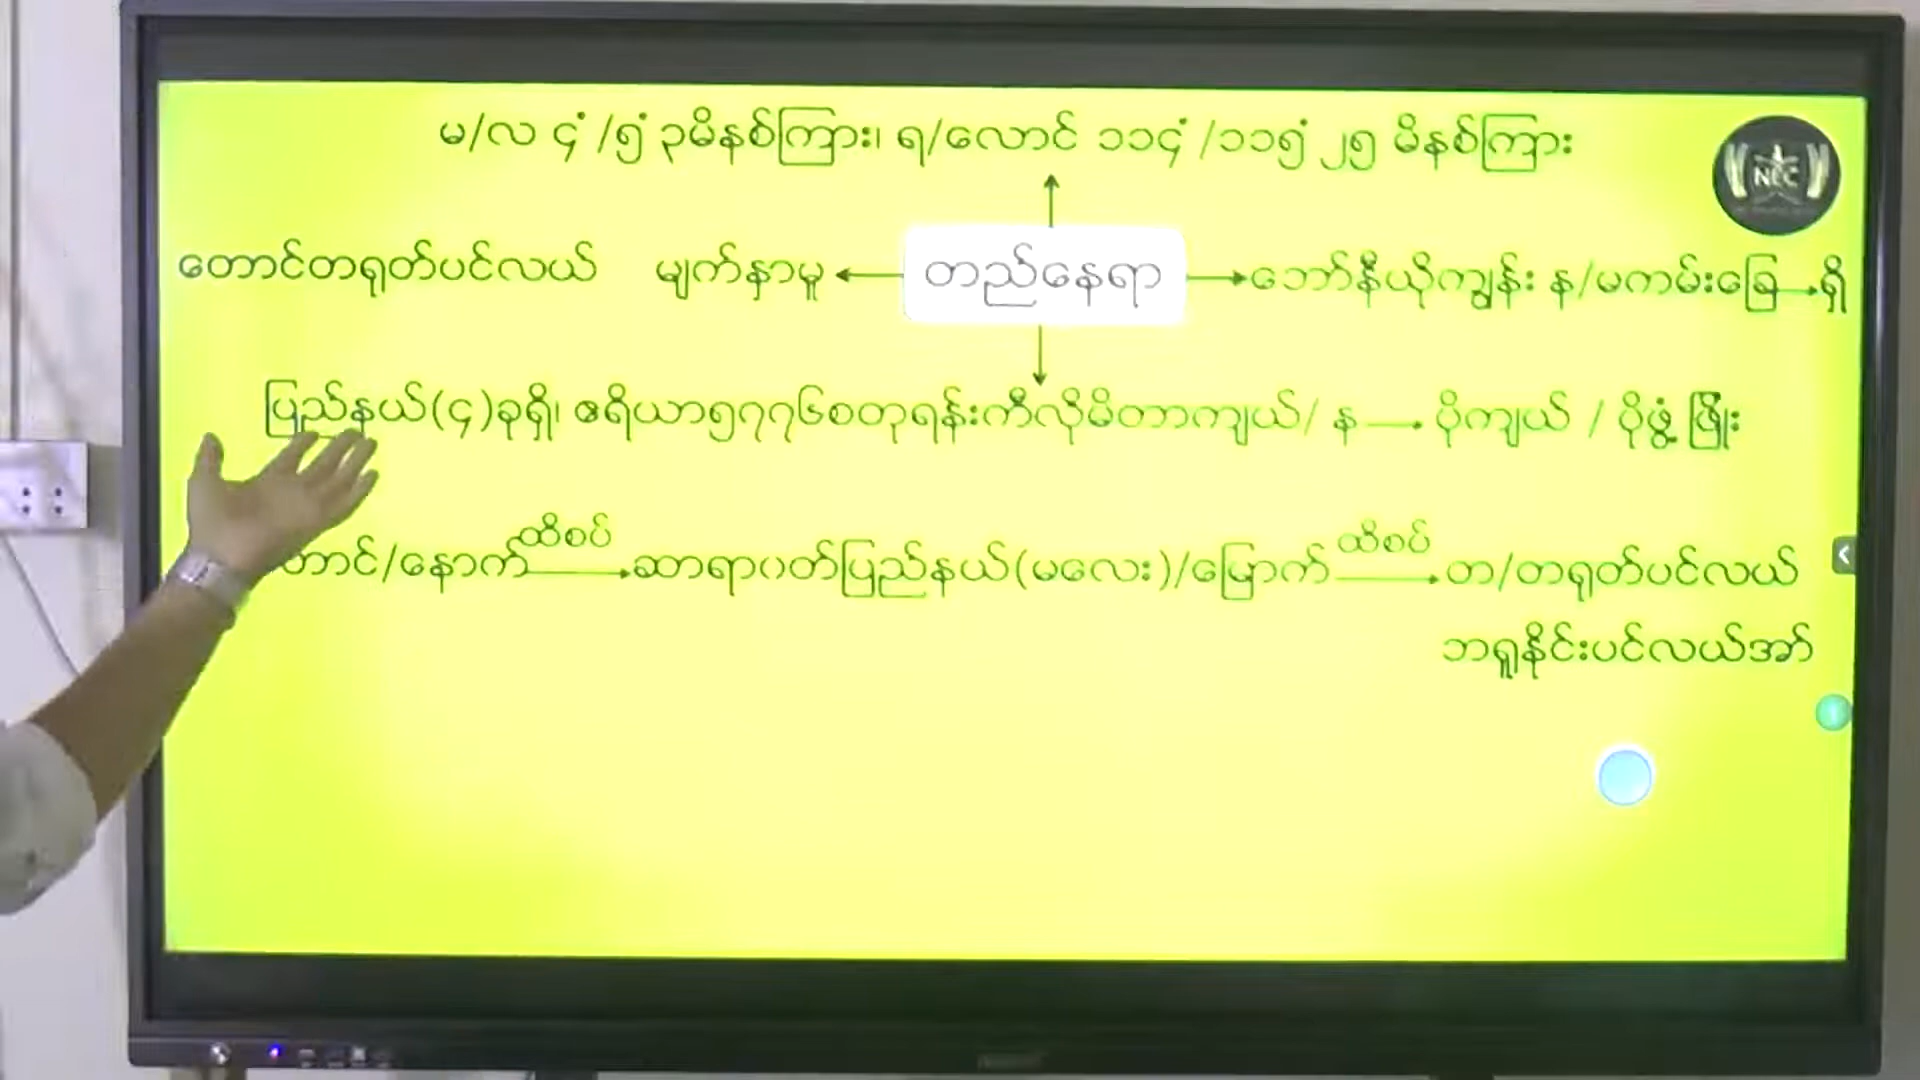 မ/လ ၄ံ /၅ံ ၃မိနစ်ကြား၊ ရ/လောင် ၁၁၄ံ /၁၁၅ံ ၂၅ မိနစ်ကြား
NEC
တောင်တရုတ်ပင်လယ် မျက်နှာမူ ← တည်နေရာ → ဘော်နီယိုကျွန်း န/မကမ်းခြေ→ရှိ
ပြည်နယ်(၄)ခုရှိ၊ ဧရိယာ၅၇၇၆စတုရန်းကီလိုမိတာကျယ်/ န → ပိုကျယ် / ပိုဖွံ့ ဖြိုး
တောင်/နောက် ထိစပ် → ဆာရာဝတ်ပြည်နယ်(မလေး)/မြောက် ထိစပ် → တ/တရုတ်ပင်လယ်
ဘရူနိုင်းပင်လယ်အော်